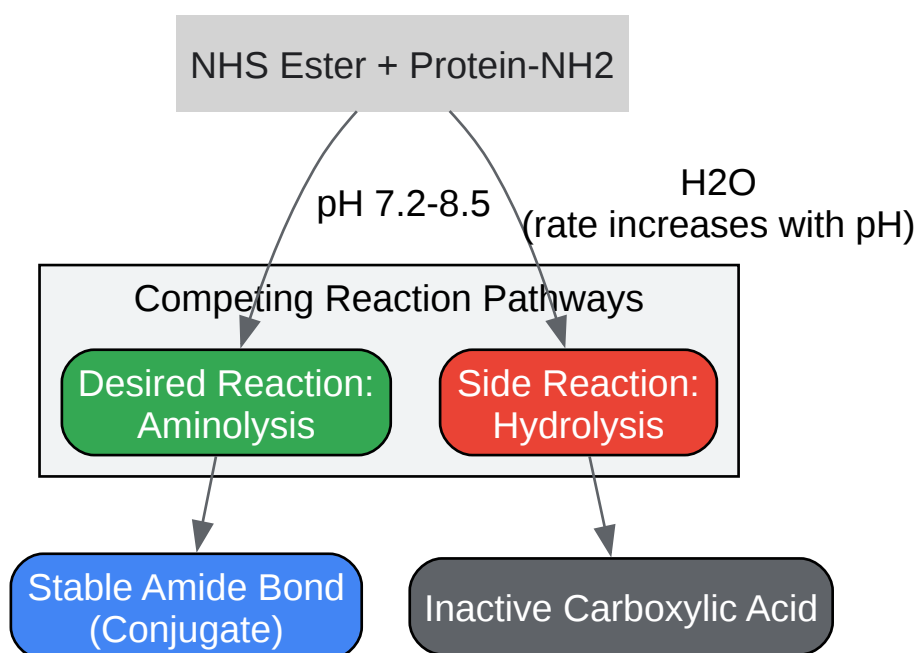 NHS Ester + Protein-NH2
pH 7.2-8.5
H2O
(rate increases with pH)
Competing Reaction Pathways
Desired Reaction:
Aminolysis
Side Reaction:
Hydrolysis
Stable Amide Bond
(Conjugate)
Inactive Carboxylic Acid